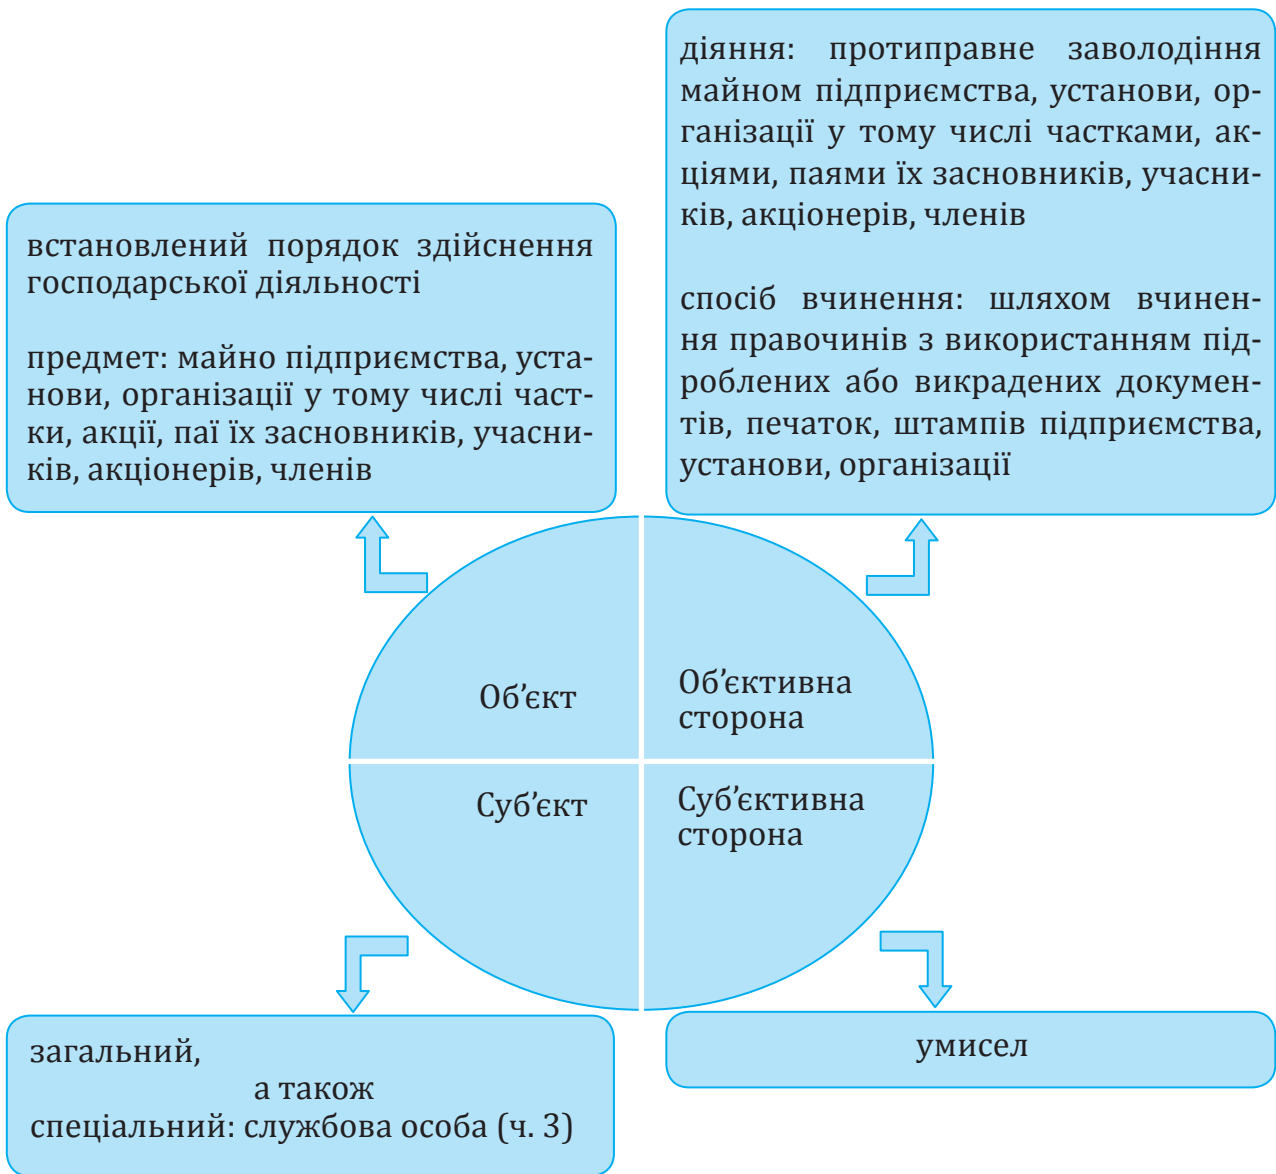 діяння: протиправне заволодіння
майном підприємства, установи, ор-
ганізації у тому числі частками, ак-
ціями, паями їх засновників, учасни-
ків, акціонерів, членів
спосіб вчинення: шляхом вчинен-
ня правочинів з використанням під-
роблених або викрадених докумен-
тів, печаток, штампів підприємства,
установи, організації
встановлений порядок здійснення
господарської діяльності
предмет: майно підприємства, уста-
нови, організації у тому числі част-
ки, акції, паї їх засновників, учасни-
ків, акціонерів, членів
Об’єкт
Об’єктивна
сторона
Суб’єкт
Суб’єктивна
сторона
загальний,
а також
спеціальний: службова особа (ч. 3)
умисел